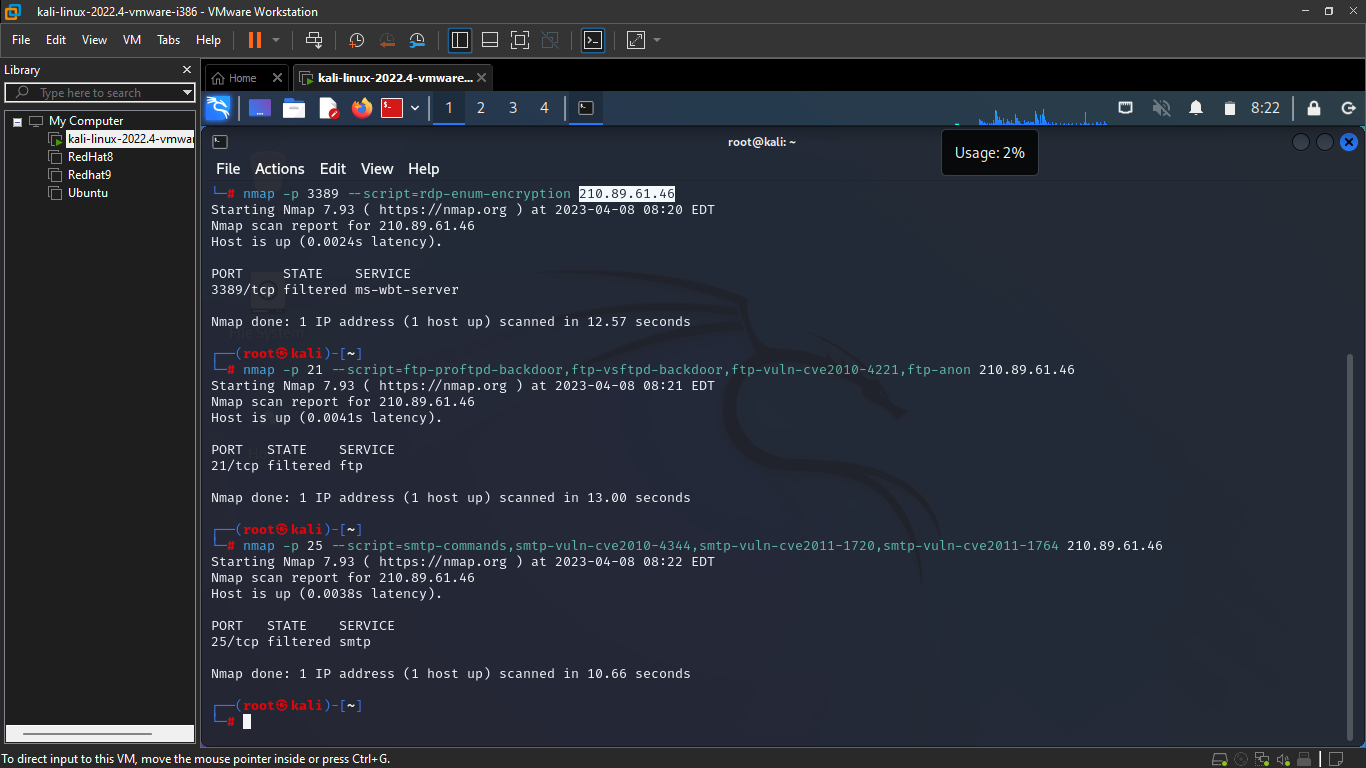 kali-linux-2022.4-vmware-i386 - VMware Workstation
File Edit View VM Tabs Help
Library
Type here to search
My Computer
kali-linux-2022.4-vmwar
RedHat8
Redhat9
Ubuntu
Home
kali-linux-2022.4-vmware...
1 2 3 4
8:22
root@kali: ~
Usage: 2%
File Actions Edit View Help
└─# nmap -p 3389 --script=rdp-enum-encryption 210.89.61.46
Starting Nmap 7.93 ( https://nmap.org ) at 2023-04-08 08:20 EDT
Nmap scan report for 210.89.61.46
Host is up (0.0024s latency).
PORT     STATE    SERVICE
3389/tcp filtered ms-wbt-server
Nmap done: 1 IP address (1 host up) scanned in 12.57 seconds
┌──(root㉿kali)-[~]
└─# nmap -p 21 --script=ftp-proftpd-backdoor,ftp-vsftpd-backdoor,ftp-vuln-cve2010-4221,ftp-anon 210.89.61.46
Starting Nmap 7.93 ( https://nmap.org ) at 2023-04-08 08:21 EDT
Nmap scan report for 210.89.61.46
Host is up (0.0041s latency).
PORT   STATE    SERVICE
21/tcp filtered ftp
Nmap done: 1 IP address (1 host up) scanned in 13.00 seconds
┌──(root㉿kali)-[~]
└─# nmap -p 25 --script=smtp-commands,smtp-vuln-cve2010-4344,smtp-vuln-cve2011-1720,smtp-vuln-cve2011-1764 210.89.61.46
Starting Nmap 7.93 ( https://nmap.org ) at 2023-04-08 08:22 EDT
Nmap scan report for 210.89.61.46
Host is up (0.0038s latency).
PORT   STATE    SERVICE
25/tcp filtered smtp
Nmap done: 1 IP address (1 host up) scanned in 10.66 seconds
┌──(root㉿kali)-[~]
└─#
To direct input to this VM, move the mouse pointer inside or press Ctrl+G.